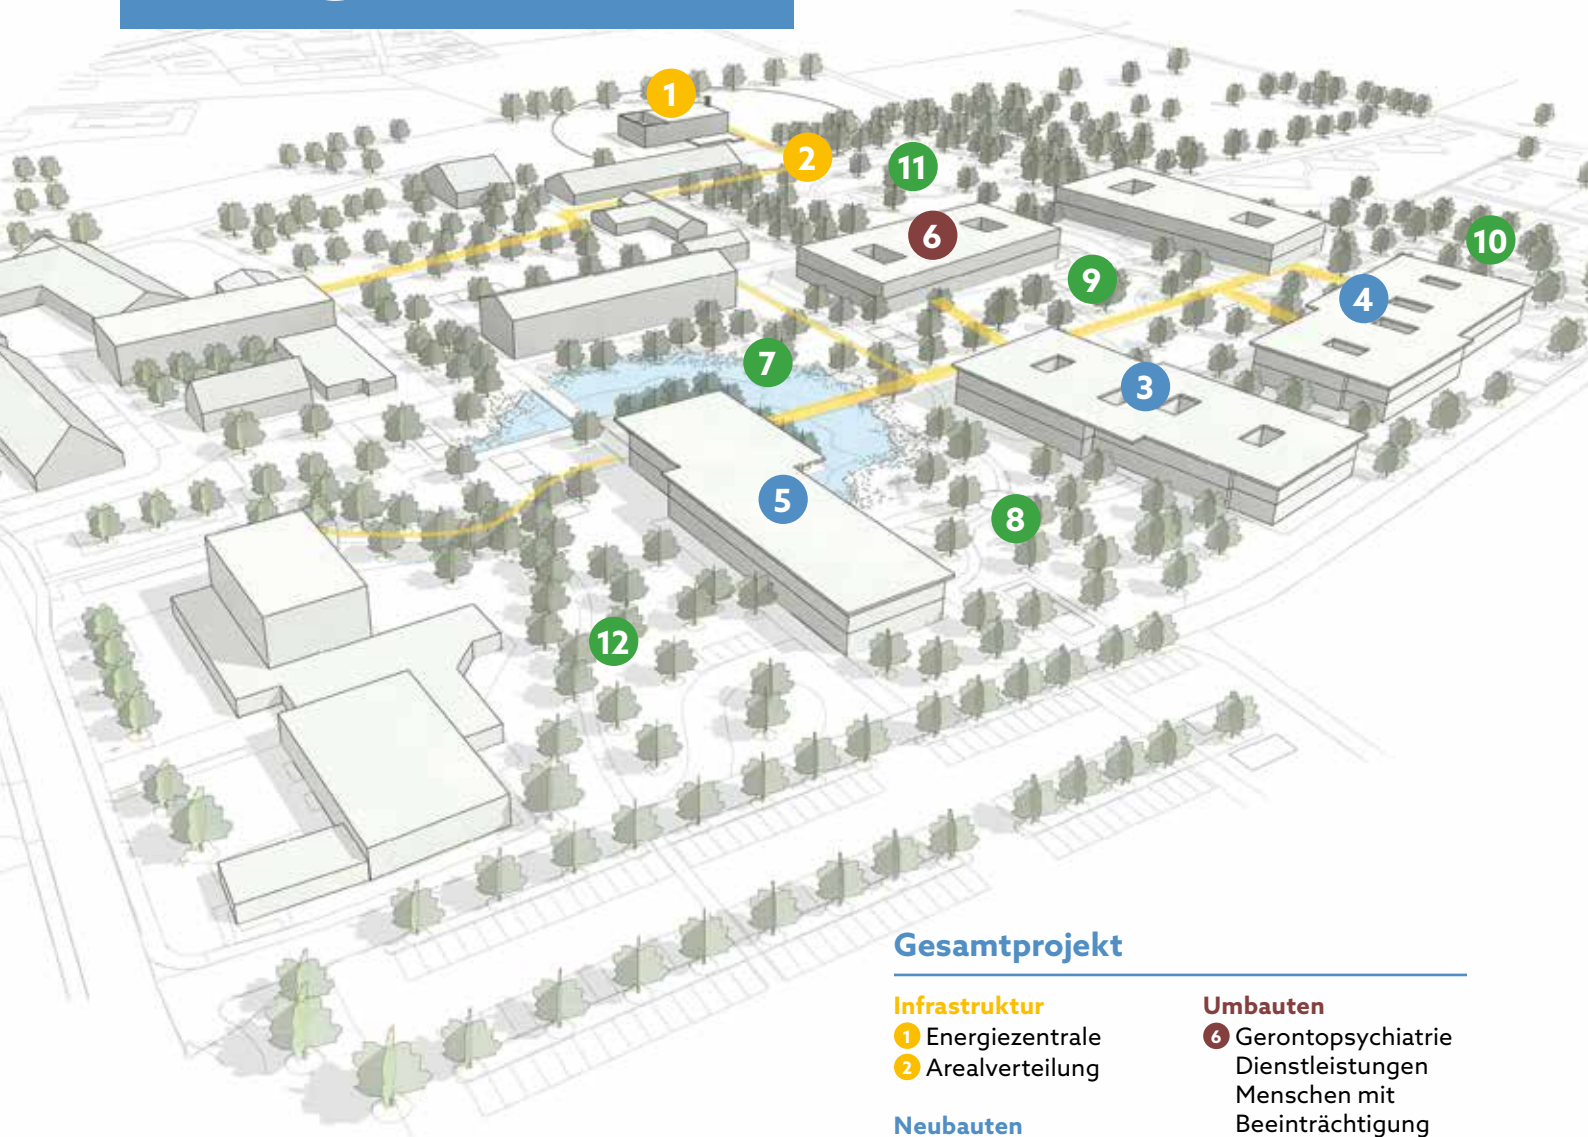 1
2
11
6
10
9
4
7
3
5
8
12
Gesamtprojekt
Infrastruktur
1 Energiezentrale
2 Arealverteilung
Neubauten
Umbauten
6 Gerontopsychiatrie
Dienstleistungen
Menschen mit
Beeinträchtigung